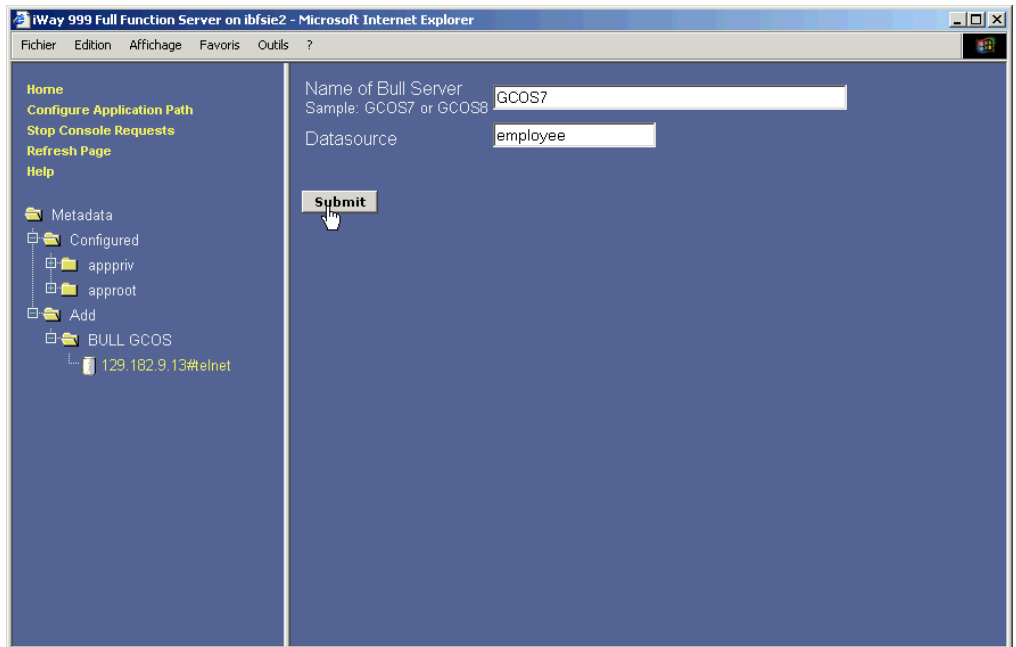 iWay 999 Full Function Server on ibfsie2 - Microsoft Internet Explorer
Fichier Edition Affichage Favoris Outils ?
Home
Configure Application Path
Stop Console Requests
Refresh Page
Help
Metadata
Configured
apppriv
approot
Add
BULL GCOS
129.182.9.13#telnet
Name of Bull Server
Sample: GCOS7 or GCOS8
GCOS7
Datasource
employee
Submit